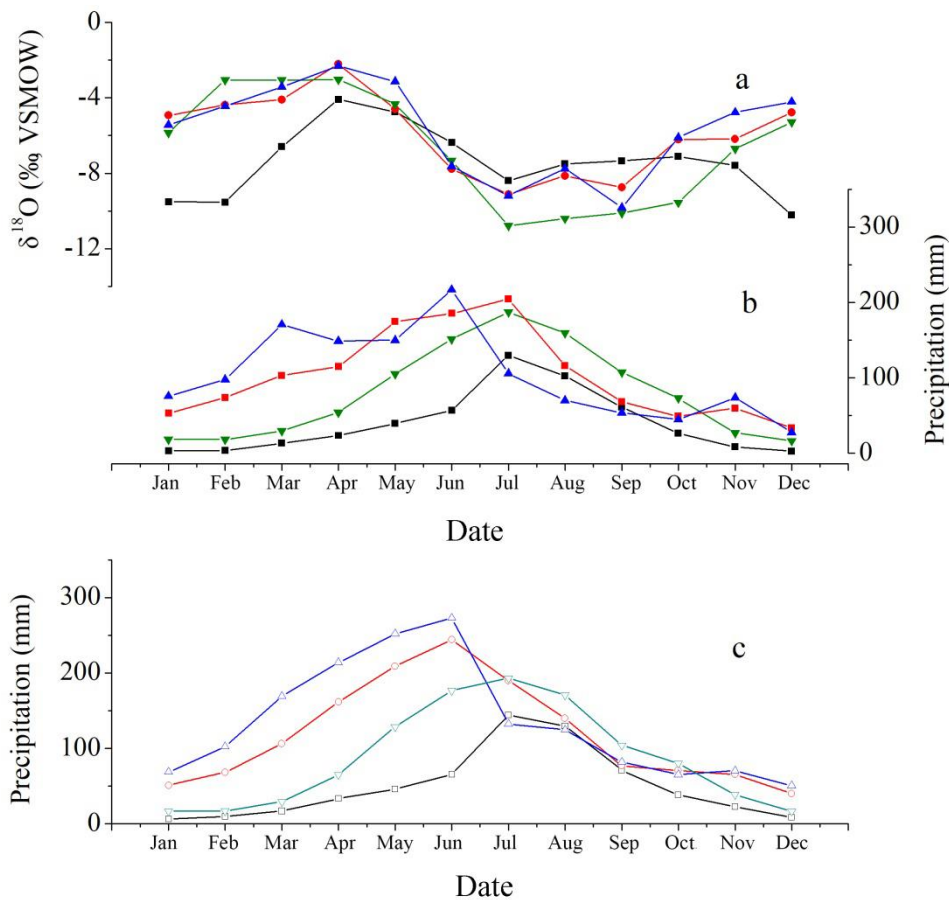 0
-4
-8
-12
δ¹⁸O (‰ VSMOW)
a
300
200
100
0
Precipitation (mm)
b
Jan Feb Mar Apr May Jun Jul Aug Sep Oct Nov Dec
Date
300
200
100
0
Precipitation (mm)
c
Jan Feb Mar Apr May Jun Jul Aug Sep Oct Nov Dec
Date